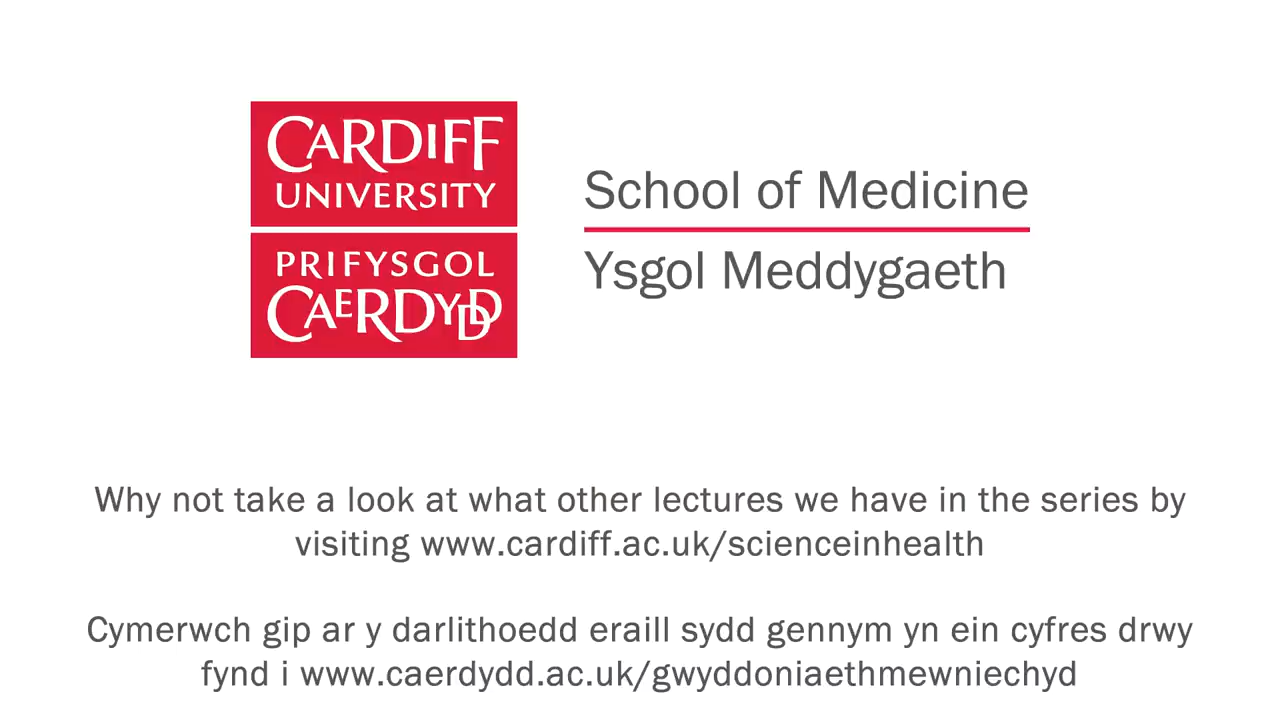 CARDIFF
UNIVERSITY
PRIFYSGOL
CAERDYDD
School of Medicine
Ysgol Meddygaeth
Why not take a look at what other lectures we have in the series by
visiting www.cardiff.ac.uk/scienceinhealth
Cymerwch gip ar y darlithoedd eraill sydd gennym yn ein cyfres drwy
fynd i www.caerdydd.ac.uk/gwyddoniaethmewniechyd